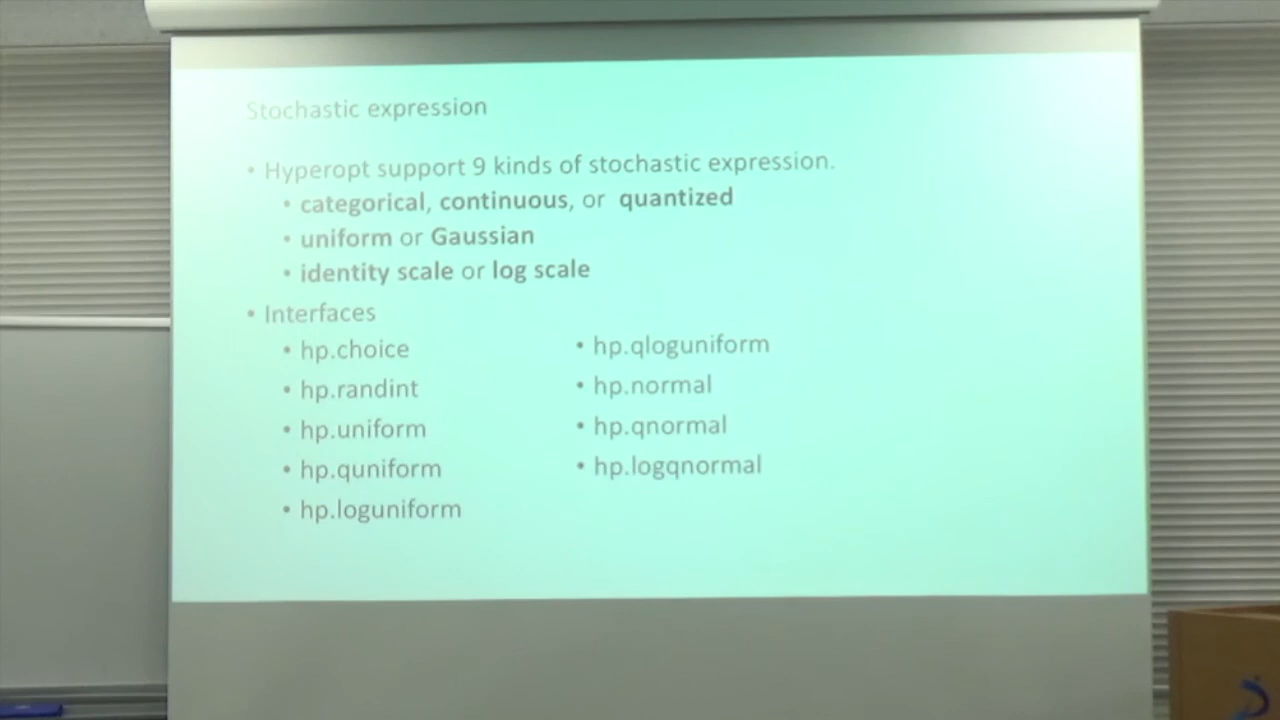 Stochastic expression
• Hyperopt support 9 kinds of stochastic expression.
• categorical, continuous, or quantized
• uniform or Gaussian
• identity scale or log scale
• Interfaces
• hp.choice
• hp.randint
• hp.uniform
• hp.quniform
• hp.loguniform
• hp.qloguniform
• hp.normal
• hp.qnormal
• hp.logqnormal